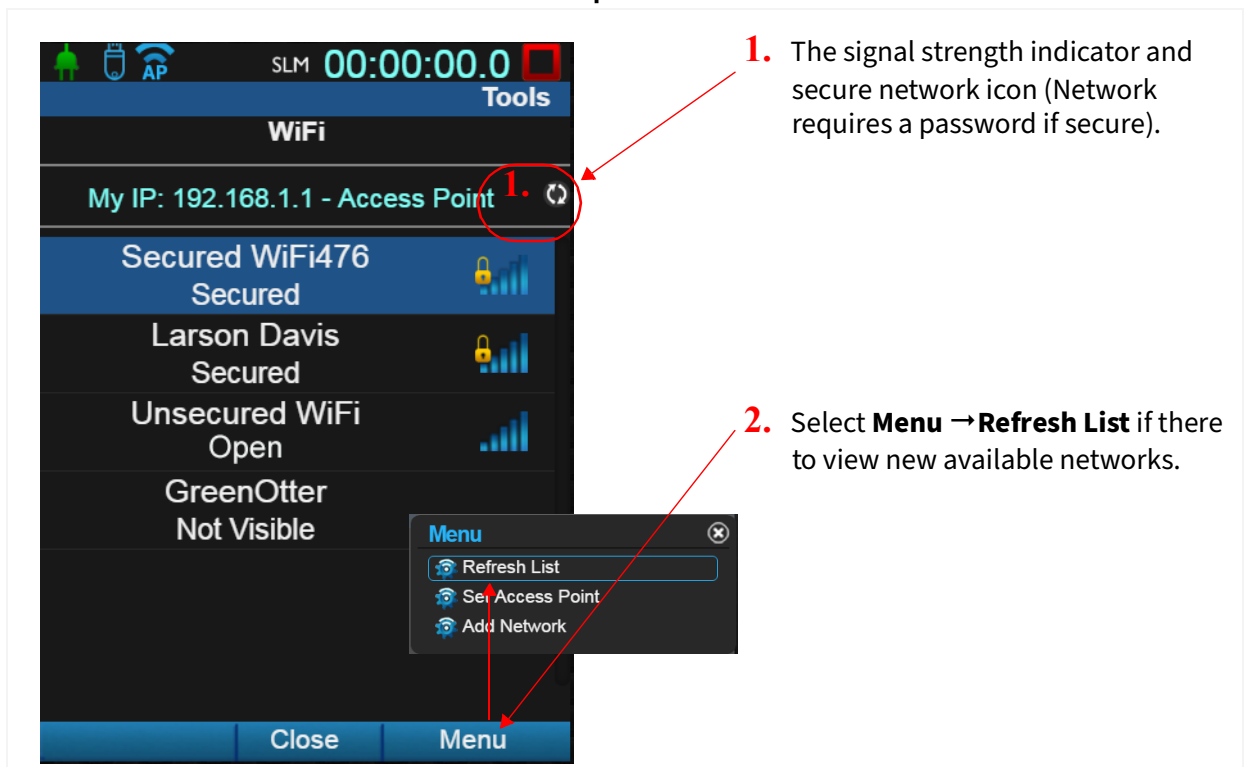 AP
SLM 00:00:00.0
Tools
WiFi
My IP: 192.168.1.1 - Access Point
1.
Secured WiFi476
Secured
Larson Davis
Secured
Unsecured WiFi
Open
GreenOtter
Not Visible
Menu
Refresh List
Set Access Point
Add Network
Close Menu
1. The signal strength indicator and
secure network icon (Network
requires a password if secure).
2. Select Menu → Refresh List if there
to view new available networks.